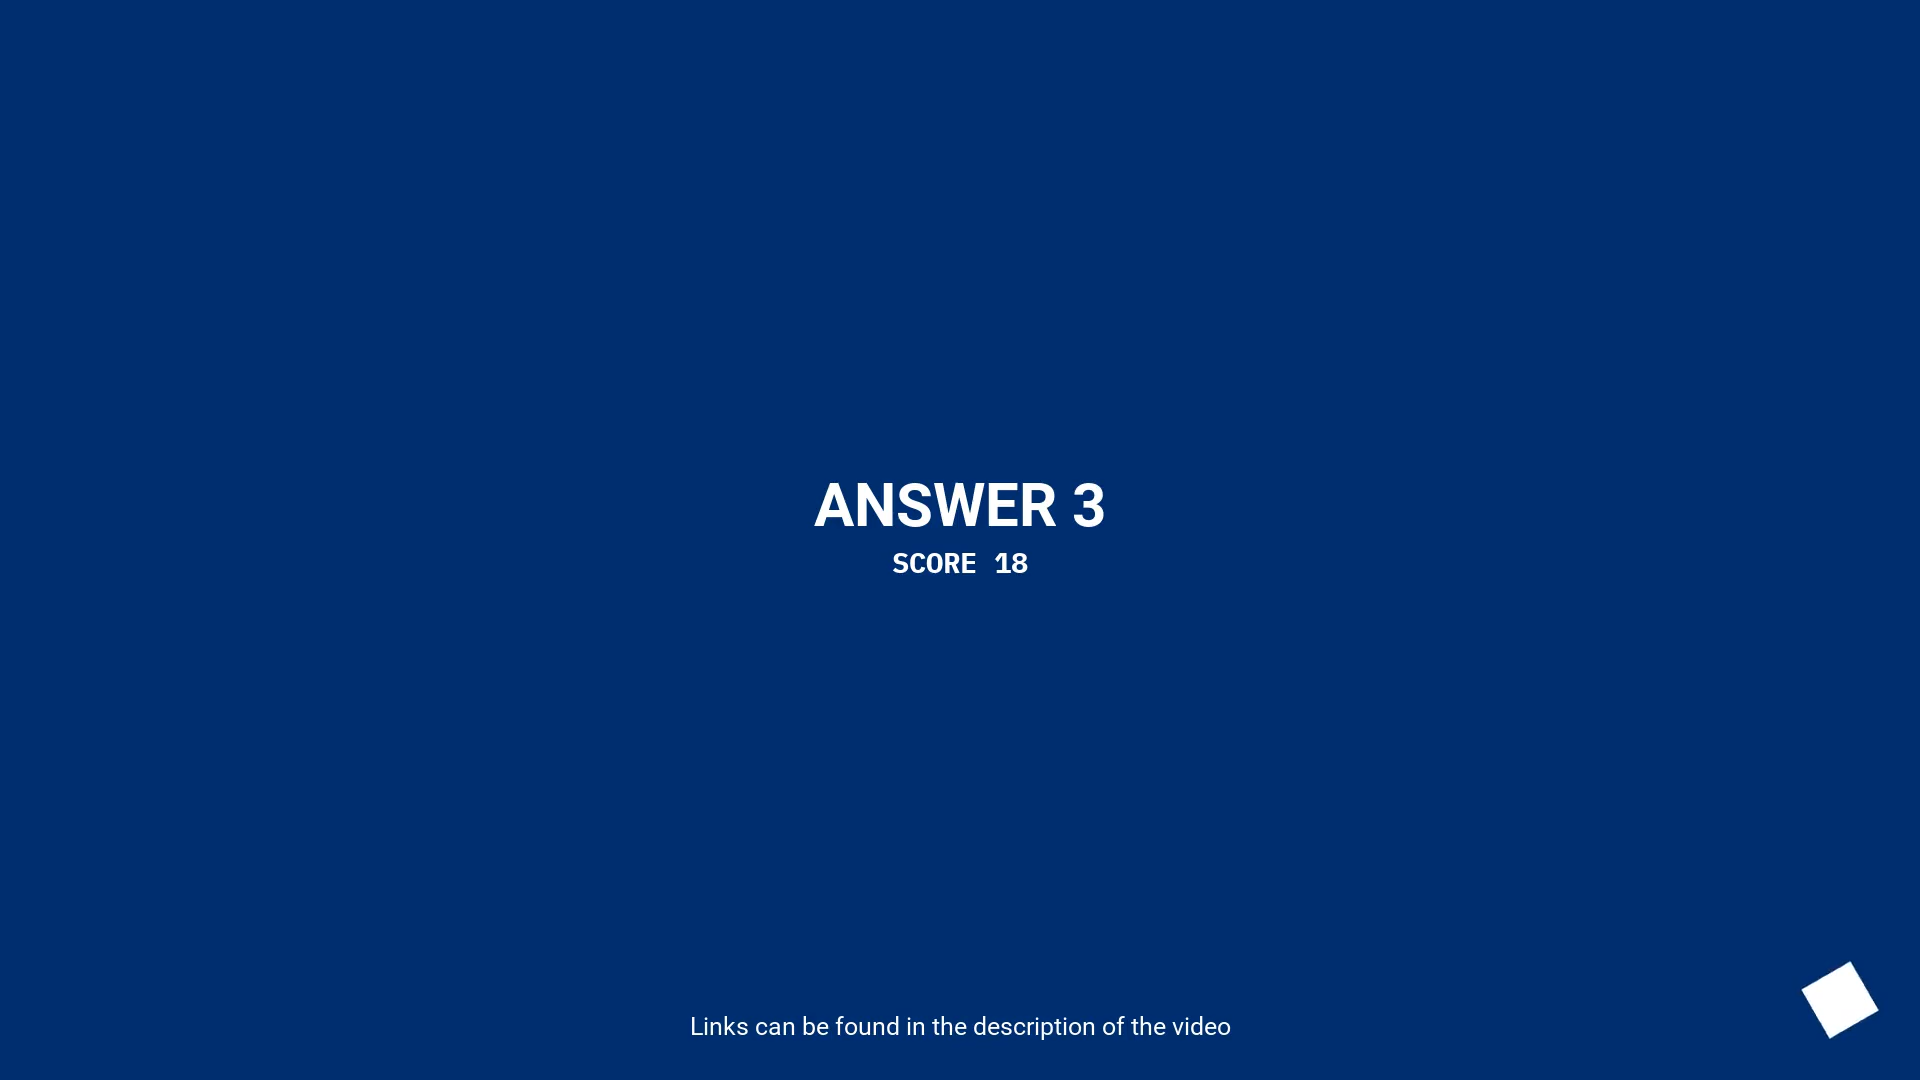 ANSWER 3
SCORE 18
Links can be found in the description of the video